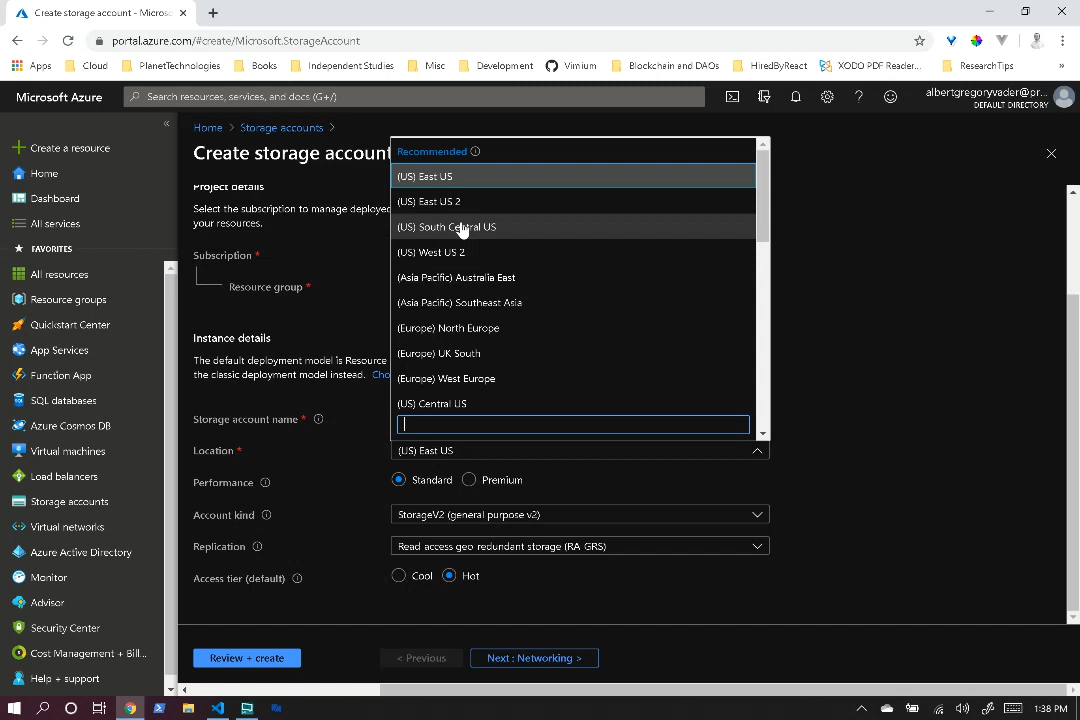 Create storage account - Microso
portal.azure.com/#create/Microsoft.StorageAccount
Apps
Cloud
PlanetTechnologies
Books
Independent Studies
Misc
Development
Vimium
Blockchain and DAOs
HiredByReact
XODO PDF Reader...
ResearchTips
»
Microsoft Azure
Search resources, services, and docs (G+/)
albertgregoryvader@pr...
DEFAULT DIRECTORY
«
Create a resource
Home
Dashboard
All services
FAVORITES
All resources
Resource groups
Quickstart Center
App Services
Function App
SQL databases
Azure Cosmos DB
Virtual machines
Load balancers
Storage accounts
Virtual networks
Azure Active Directory
Monitor
Advisor
Security Center
Cost Management + Bill...
Help + support
Home > Storage accounts >
Create storage account
Project details
Select the subscription to manage deployed
your resources.
Subscription *
Resource group *
Instance details
The default deployment model is Resource
the classic deployment model instead. Cho
Storage account name *
Location *
Performance
Account kind
Replication
Access tier (default)
Recommended
(US) East US
(US) East US 2
(US) South Central US
(US) West US 2
(Asia Pacific) Australia East
(Asia Pacific) Southeast Asia
(Europe) North Europe
(Europe) UK South
(Europe) West Europe
(US) Central US
(US) East US
Standard
Premium
StorageV2 (general purpose v2)
Read access geo redundant storage (RA GRS)
Cool
Hot
Review + create
< Previous
Next : Networking >
1:38 PM